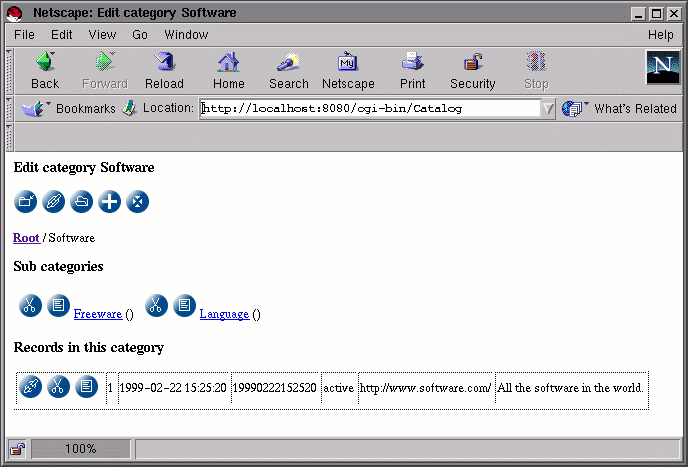 Netscape: Edit category Software
File Edit View Go Window Help
Back Forward Reload Home Search Netscape Print Security Stop
My
N
Bookmarks Location: http://localhost:8080/cgi-bin/Catalog What's Related
Edit category Software
Root / Software
Sub categories
Freeware () Language ()
Records in this category
1 1999-02-22 15:25:20 19990222152520 active http://www.software.com/ All the software in the world.
100%